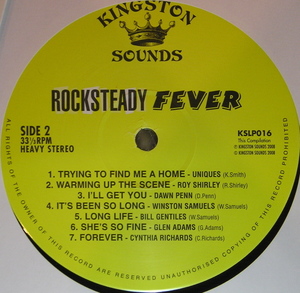 KINGSTON
SOUNDS
ROCKSTEADY FEVER
SIDE 2
33⅓RPM
HEAVY STEREO
KSLP016
This Compilation
Ⓟ KINGSTON SOUNDS 2008
© KINGSTON SOUNDS 2008
1. TRYING TO FIND ME A HOME - UNIQUES (K.Smith)
2. WARMING UP THE SCENE - ROY SHIRLEY (R.Shirley)
3. I'LL GET YOU - DAWN PENN (D.Penn)
4. IT'S BEEN SO LONG - WINSTON SAMUELS (W.Samuels)
5. LONG LIFE - BILL GENTILES (W.Samuels)
6. SHE'S SO FINE - GLEN ADAMS (G.Adams)
7. FOREVER - CYNTHIA RICHARDS (C.Richards)
ALL RIGHTS OF THE OWNER OF THIS RECORD ARE RESERVED UNAUTHORISED COPYING OF THIS RECORD PROHIBITED